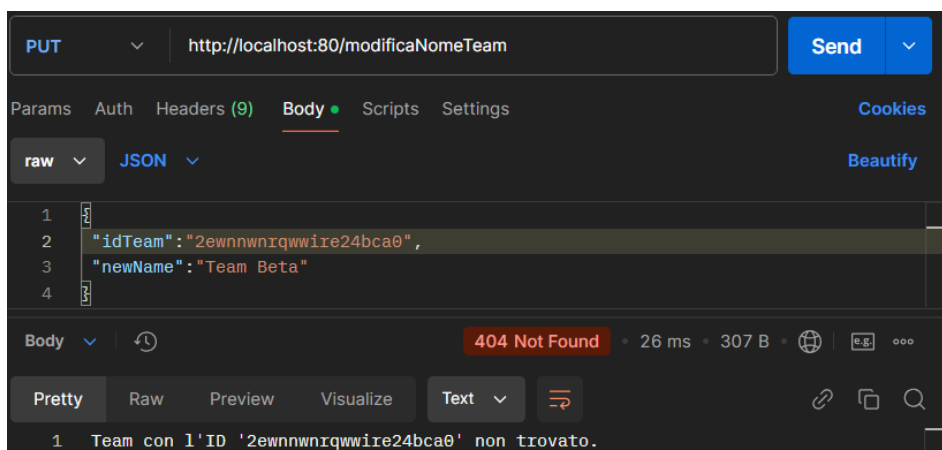 PUT http://localhost:80/modificaNomeTeam Send
Params Auth Headers (9) Body Scripts Settings Cookies
raw JSON Beautify
1 {
2 "idTeam":"2ewnnwnrqwwire24bca0",
3 "newName":"Team Beta"
4 }
Body 404 Not Found • 26 ms • 307 B • e.g.
Pretty Raw Preview Visualize Text
1 Team con l'ID '2ewnnwnrqwwire24bca0' non trovato.